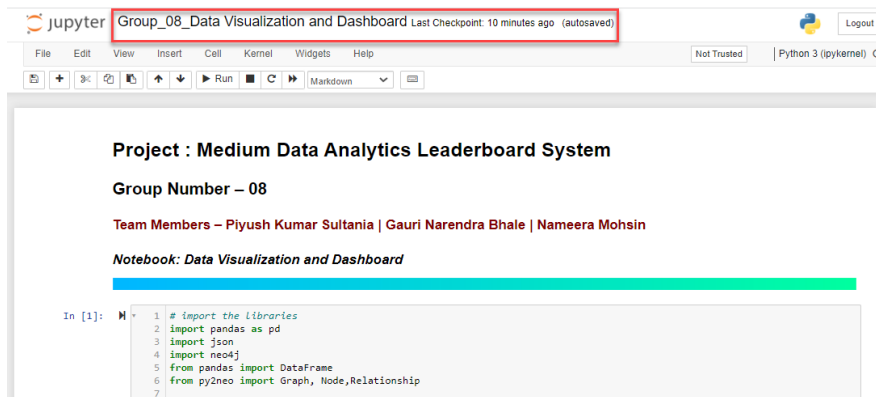 jupyter Group_08_Data Visualization and Dashboard Last Checkpoint: 10 minutes ago (autosaved) Logout
File Edit View Insert Cell Kernel Widgets Help Not Trusted Python 3 (ipykernel)
Run Markdown
Project : Medium Data Analytics Leaderboard System
Group Number – 08
Team Members – Piyush Kumar Sultania | Gauri Narendra Bhale | Nameera Mohsin
Notebook: Data Visualization and Dashboard
In [1]: 1 # import the libraries
2 import pandas as pd
3 import json
4 import neo4j
5 from pandas import DataFrame
6 from py2neo import Graph, Node,Relationship
7